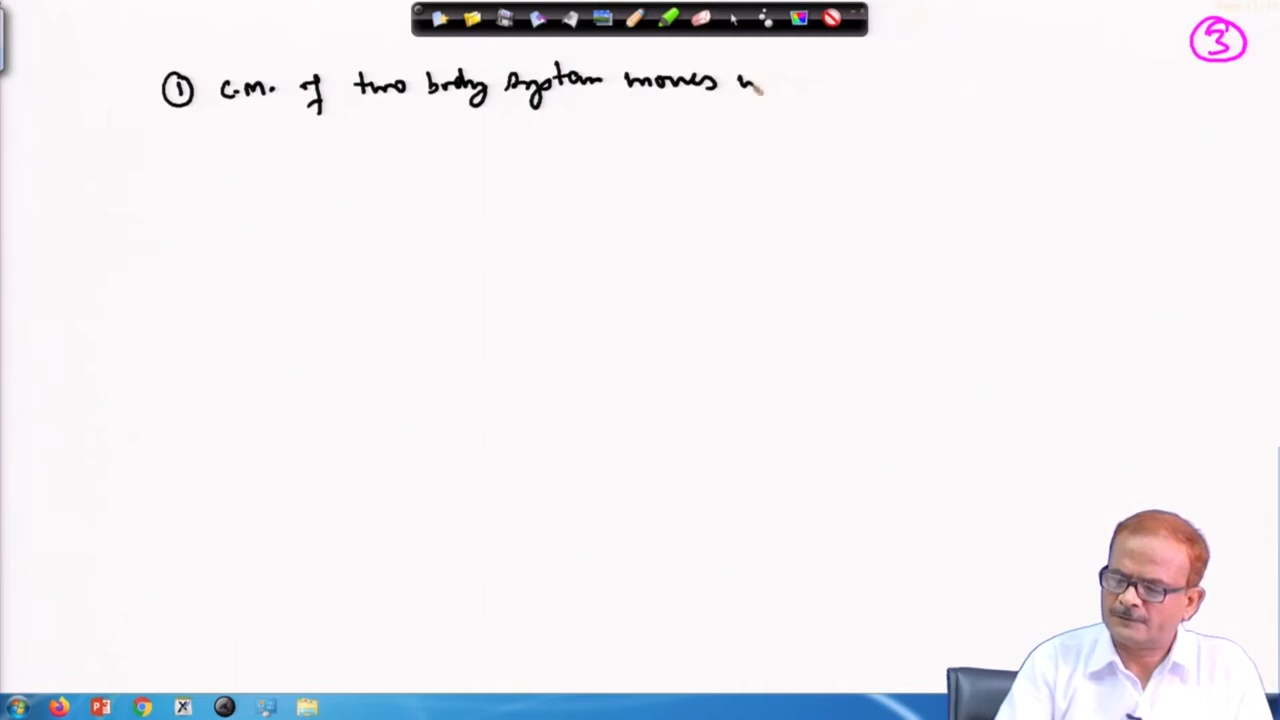 ③
① C.M. of two body system moves